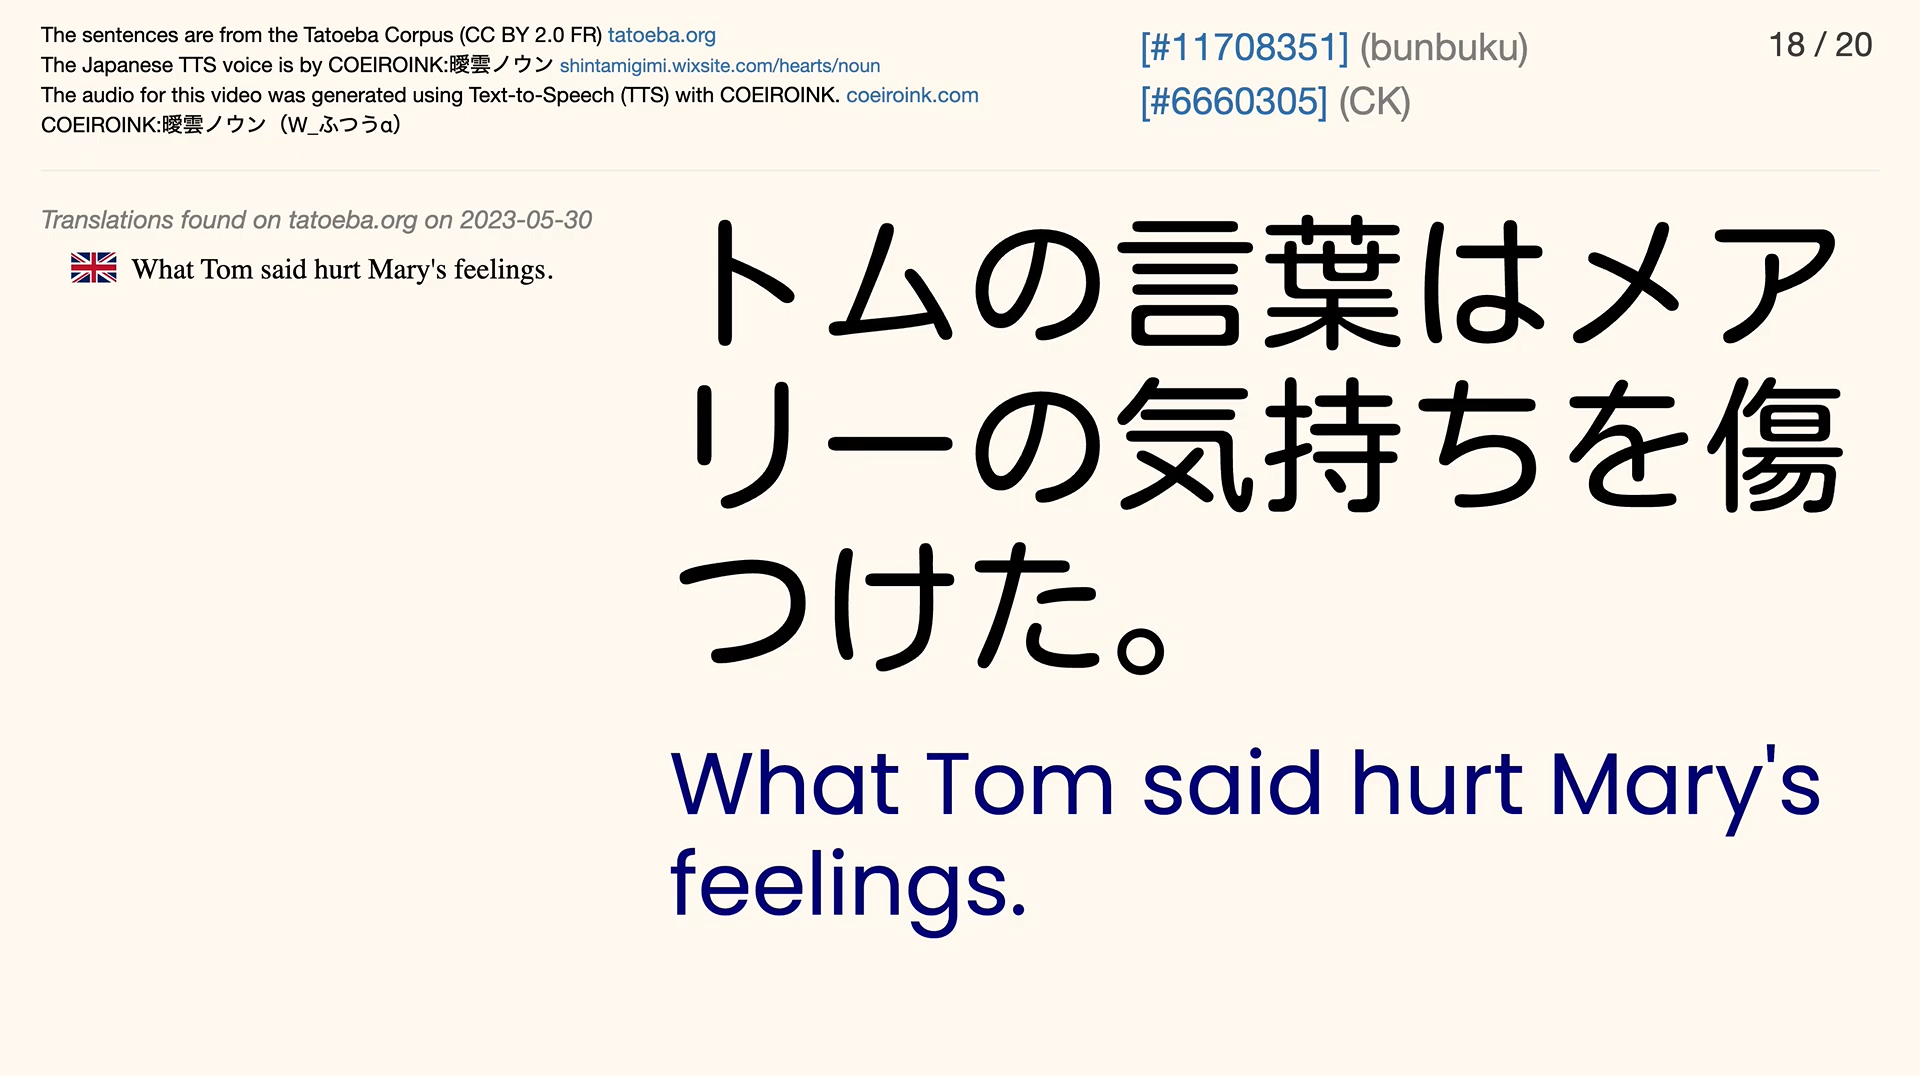 The sentences are from the Tatoeba Corpus (CC BY 2.0 FR) tatoeba.org
The Japanese TTS voice is by COEIROINK:曖雲ノウン shintamigimi.wixsite.com/hearts/noun
The audio for this video was generated using Text-to-Speech (TTS) with COEIROINK. coeiroink.com
COEIROINK:曖雲ノウン（W_ふつうα）
[#11708351] (bunbuku)
[#6660305] (CK)
18 / 20
Translations found on tatoeba.org on 2023-05-30
What Tom said hurt Mary's feelings.
トムの言葉はメア
リーの気持ちを傷
つけた。
What Tom said hurt Mary's
feelings.